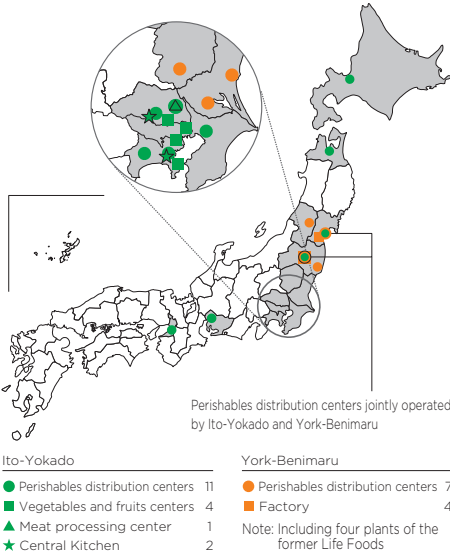 Perishables distribution centers jointly operated
by Ito-Yokado and York-Benimaru
Ito-Yokado
Perishables distribution centers 11
Vegetables and fruits centers 4
Meat processing center 1
Central Kitchen 2
York-Benimaru
Perishables distribution centers 7
Factory 4
Note: Including four plants of the
former Life Foods